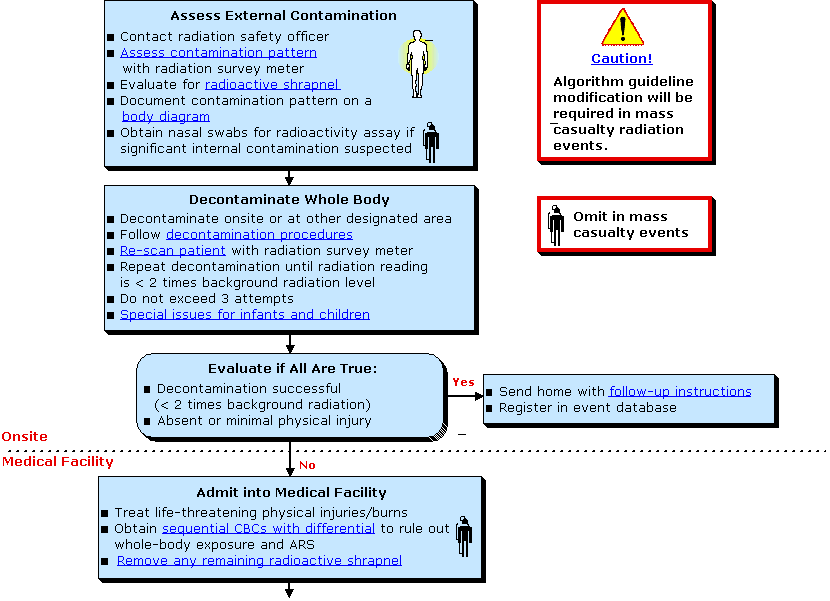 Assess External Contamination
■ Contact radiation safety officer
■ Assess contamination pattern
with radiation survey meter
■ Evaluate for radioactive shrapnel
■ Document contamination pattern on a
body diagram
■ Obtain nasal swabs for radioactivity assay if
significant internal contamination suspected
Caution!
Algorithm guideline
modification will be
required in mass
casualty radiation
events.
Decontaminate Whole Body
■ Decontaminate onsite or at other designated area
■ Follow decontamination procedures
■ Re-scan patient with radiation survey meter
■ Repeat decontamination until radiation reading
is < 2 times background radiation level
■ Do not exceed 3 attempts
■ Special issues for infants and children
Omit in mass
casualty events
Evaluate if All Are True:
■ Decontamination successful
(< 2 times background radiation)
■ Absent or minimal physical injury
Yes
■ Send home with follow-up instructions
■ Register in event database
Onsite
Medical Facility
No
Admit into Medical Facility
■ Treat life-threatening physical injuries/burns
■ Obtain sequential CBCs with differential to rule out
whole-body exposure and ARS
■ Remove any remaining radioactive shrapnel